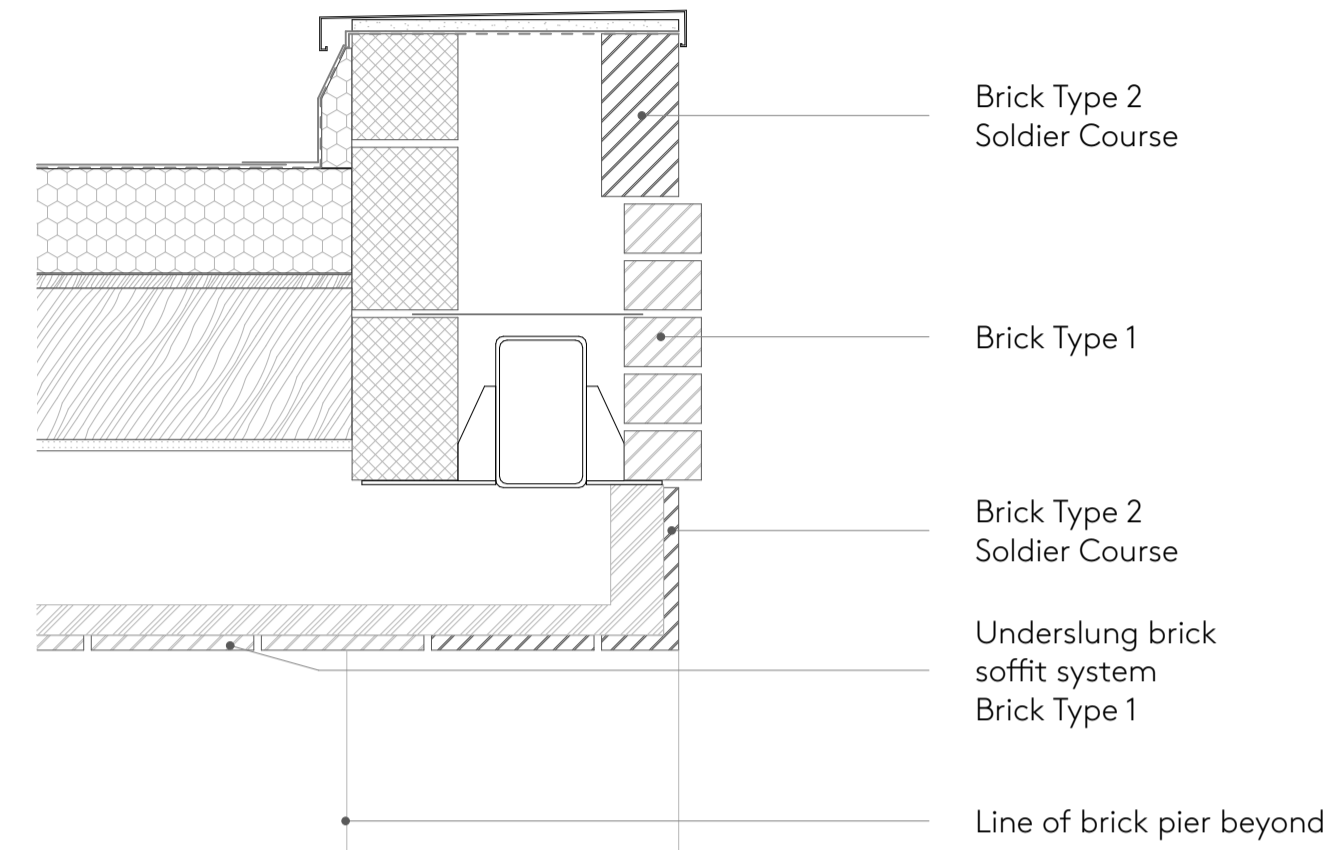 Brick Type 2
Soldier Course
Brick Type 1
Brick Type 2
Soldier Course
Underslung brick
soffit system
Brick Type 1
Line of brick pier beyond